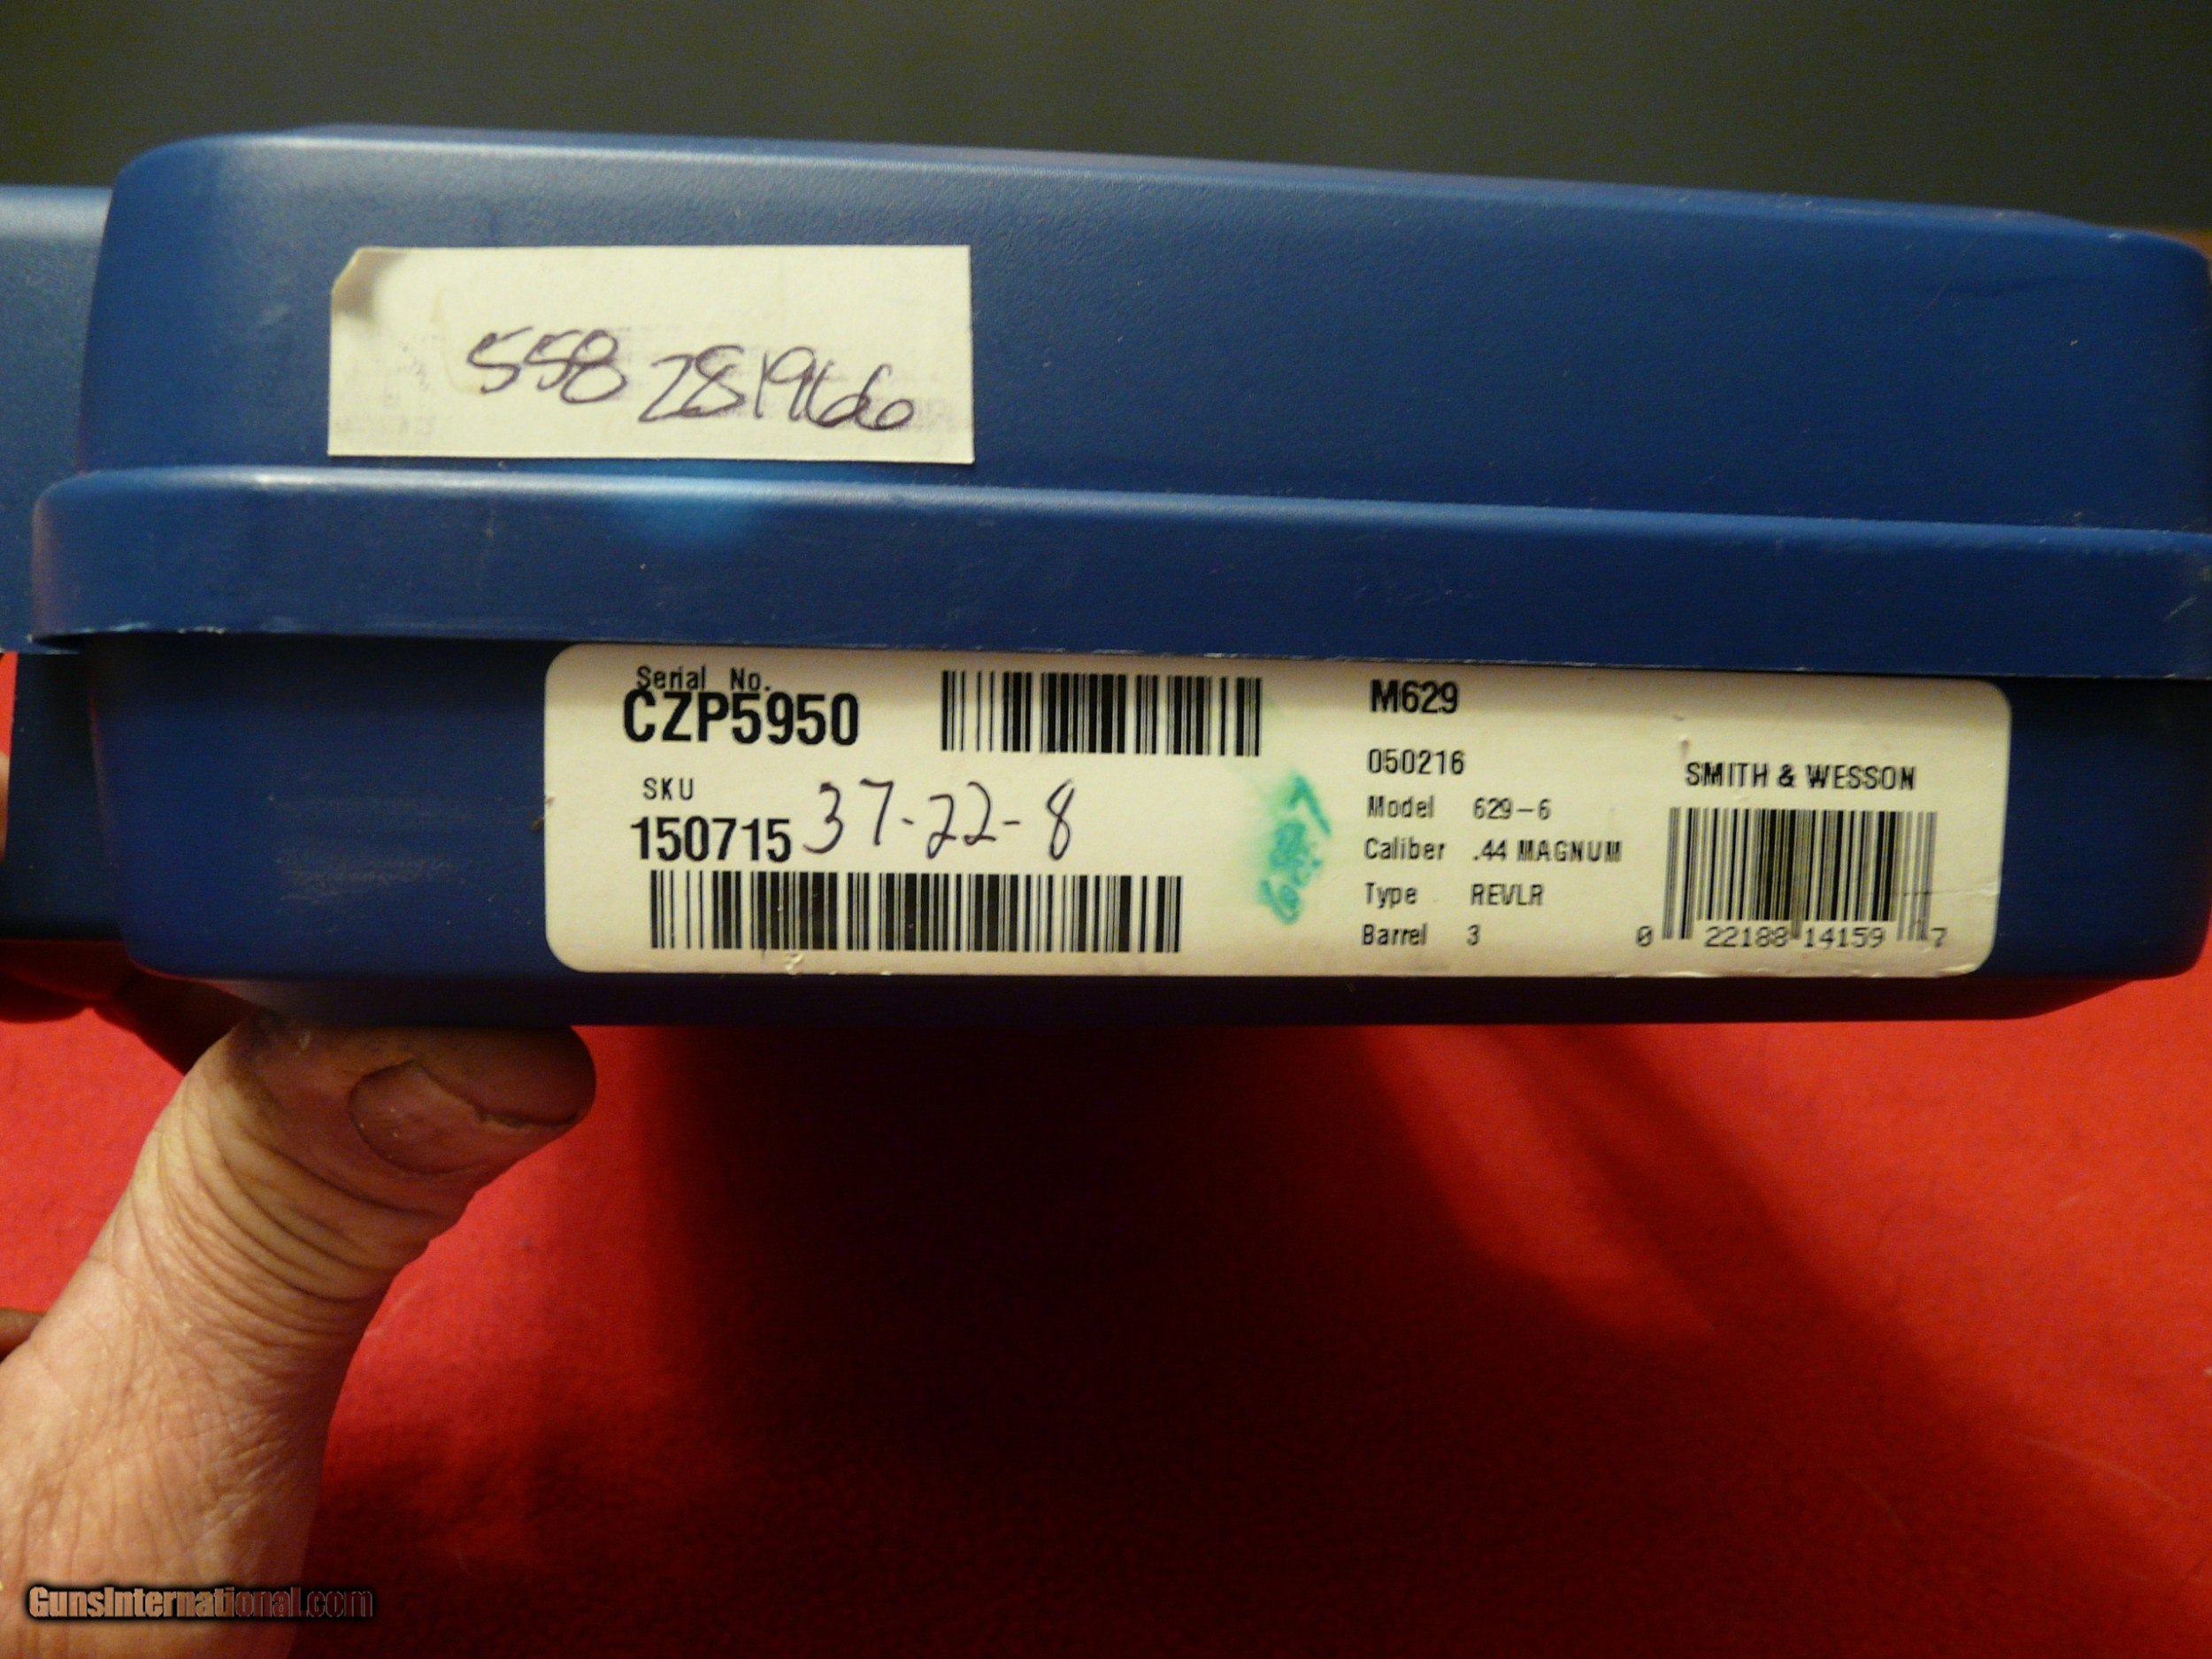 558 281966
Serial No.
CZP5950
SKU
150715 37-22-8
M629
050216
Model 629-6
Caliber .44 MAGNUM
Type REVLR
Barrel 3
SMITH & WESSON
0 22188 14159 7
GunsInternational.com